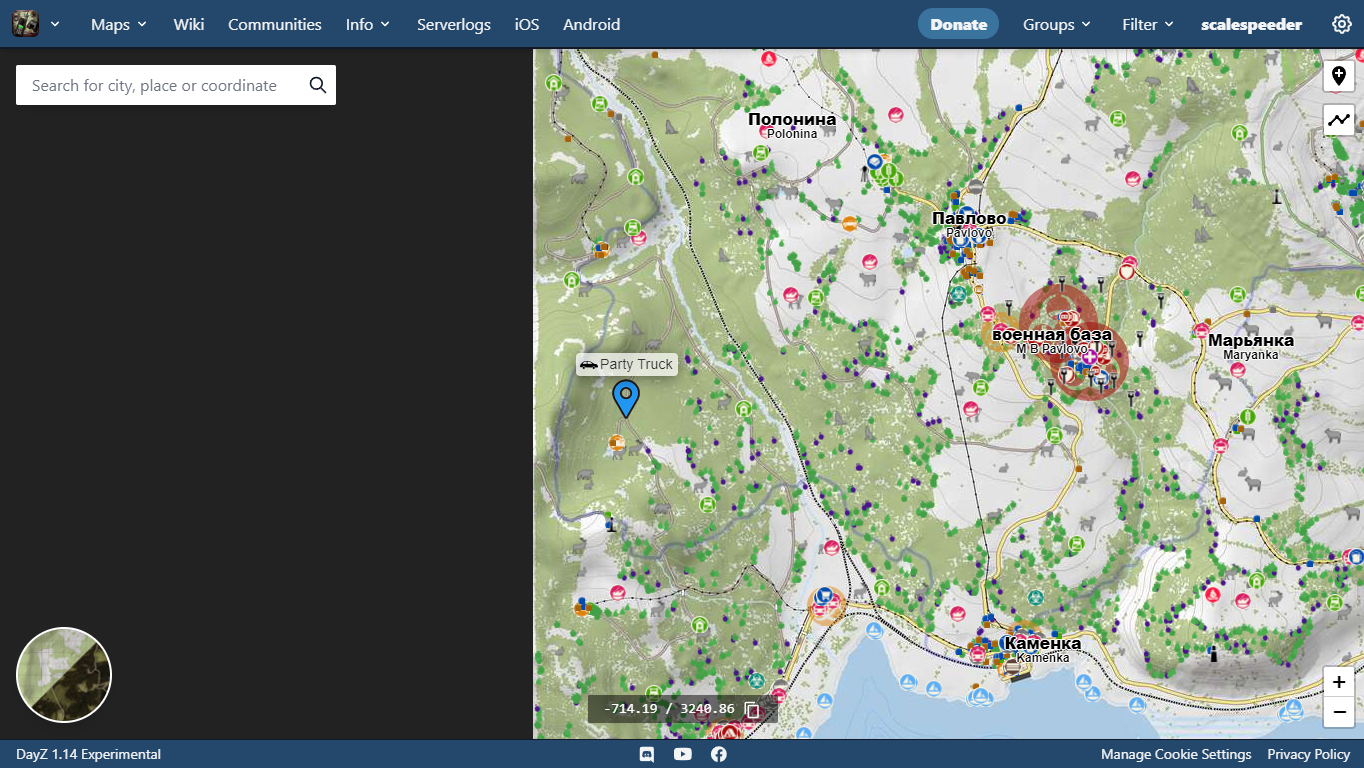 Maps
Wiki
Communities
Info
Serverlogs
iOS
Android
Donate
Groups
Filter
scalespeeder
Search for city, place or coordinate
Полонина
Polonina
Павлово
Pavlovo
военная база
M B Pavlovo
Марьянка
Maryanka
Party Truck
Каменка
Kamenka
-714.19 / 3240.86
+
−
DayZ 1.14 Experimental
Manage Cookie Settings
Privacy Policy